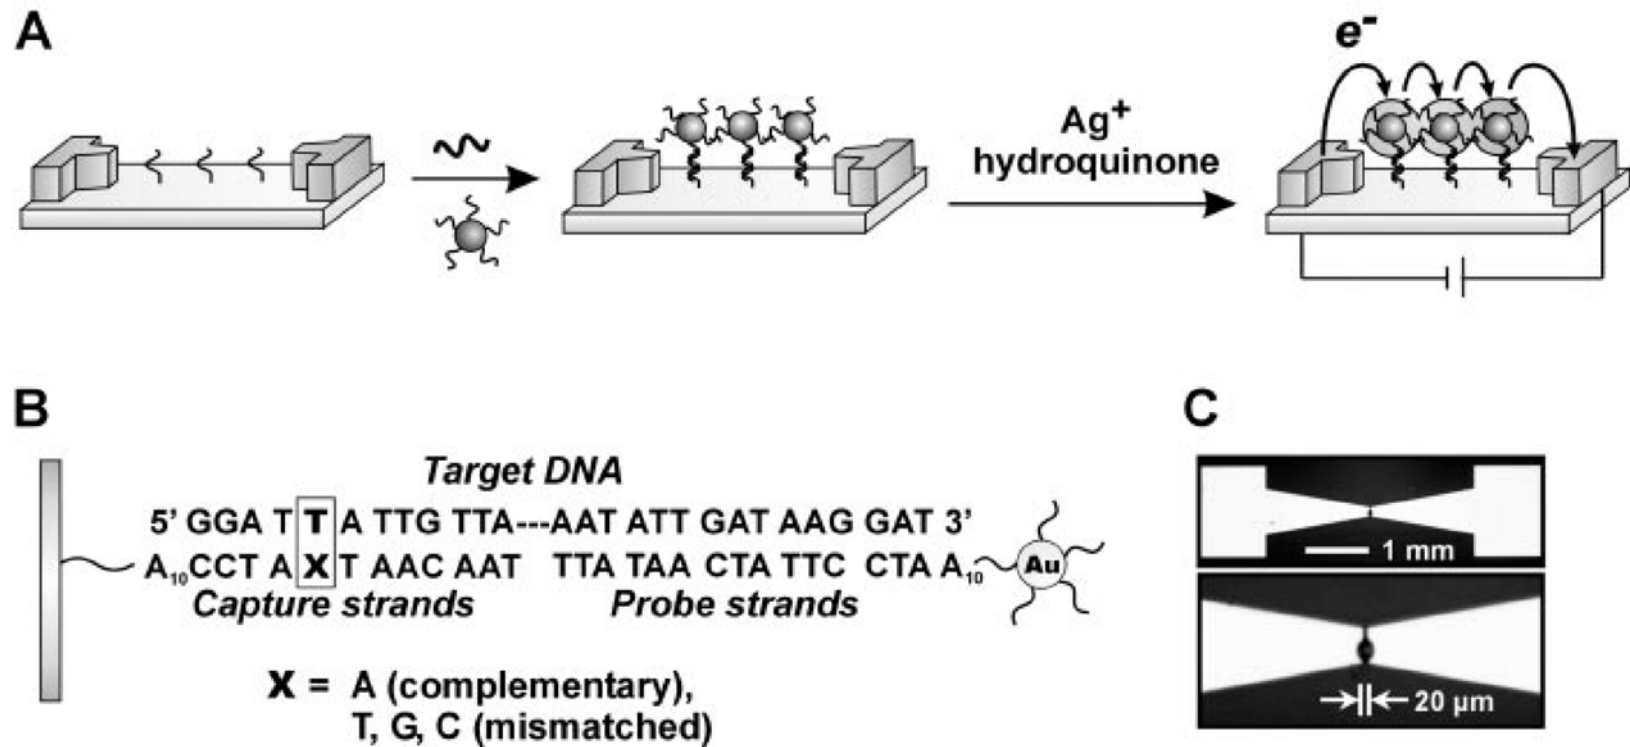 A
e-
Ag+
hydroquinone
B
Target DNA
5' GGA T T A TTG TTA---AAT ATT GAT AAG GAT 3'
A10CCT A X T AAC AAT TTA TAA CTA TTC CTA A10
Au
Capture strands
Probe strands
X = A (complementary),
T, G, C (mismatched)
C
1 mm
20 µm